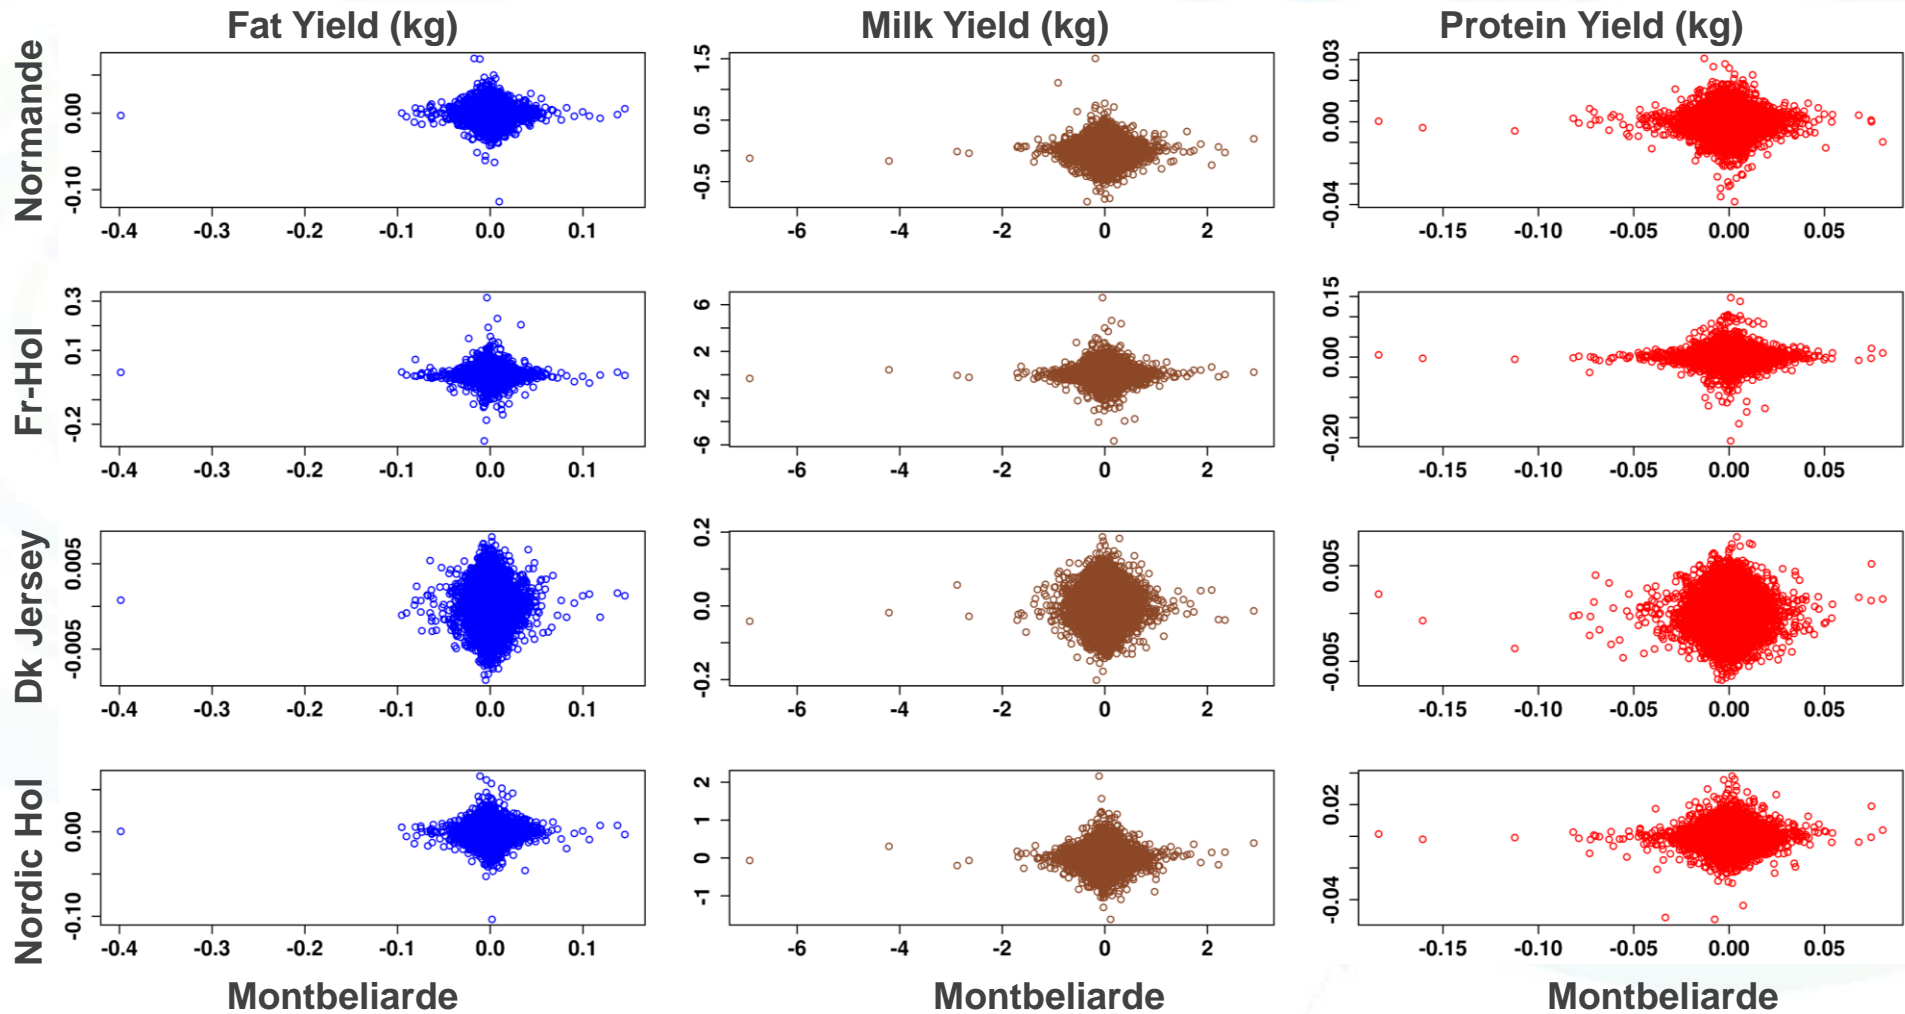 Fat Yield (kg) Milk Yield (kg) Protein Yield (kg)
Normande
0.00 -0.10
-0.4 -0.3 -0.2 -0.1 0.0 0.1
1.5 0.5 -0.5
-6 -4 -2 0 2
0.03 0.00 -0.04
-0.15 -0.10 -0.05 0.00 0.05
Fr-Hol
0.3 0.1 -0.2
-0.4 -0.3 -0.2 -0.1 0.0 0.1
6 2 -2 -6
-6 -4 -2 0 2
0.15 0.00 -0.20
-0.15 -0.10 -0.05 0.00 0.05
Dk Jersey
0.005 -0.005
-0.4 -0.3 -0.2 -0.1 0.0 0.1
0.2 0.0 -0.2
-6 -4 -2 0 2
0.005 -0.005
-0.15 -0.10 -0.05 0.00 0.05
Nordic Hol
0.00 -0.10
-0.4 -0.3 -0.2 -0.1 0.0 0.1
2 1 0 -1
-6 -4 -2 0 2
0.02 -0.04
-0.15 -0.10 -0.05 0.00 0.05
Montbeliarde Montbeliarde Montbeliarde